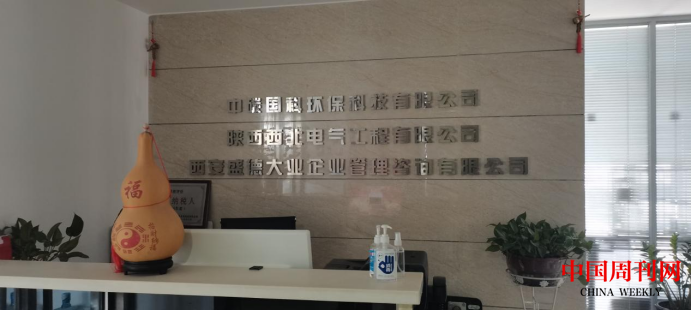 中碳国科环保科技有限公司
陕西西北电气工程有限公司
西安盛德大业企业管理咨询有限公司
福
中国周刊网
CHINA WEEKLY